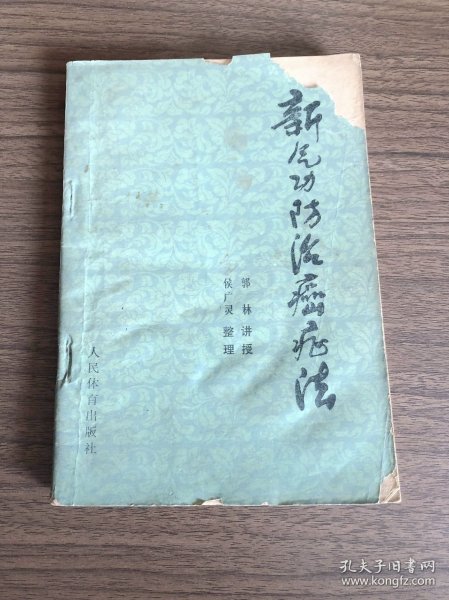 新气功防治癌症法
郭林 讲授
侯广灵 整理
人民体育出版社
孔夫子旧书网
www.kongfz.com